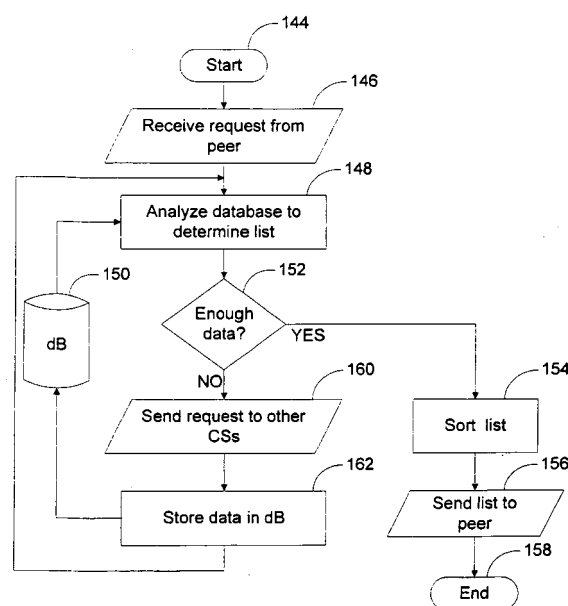 144
Start
146
Receive request from
peer
148
Analyze database to
determine list
150
dB
152
Enough
data?
YES
NO
160
Send request to other
CSs
162
Store data in dB
154
Sort list
156
Send list to
peer
158
End